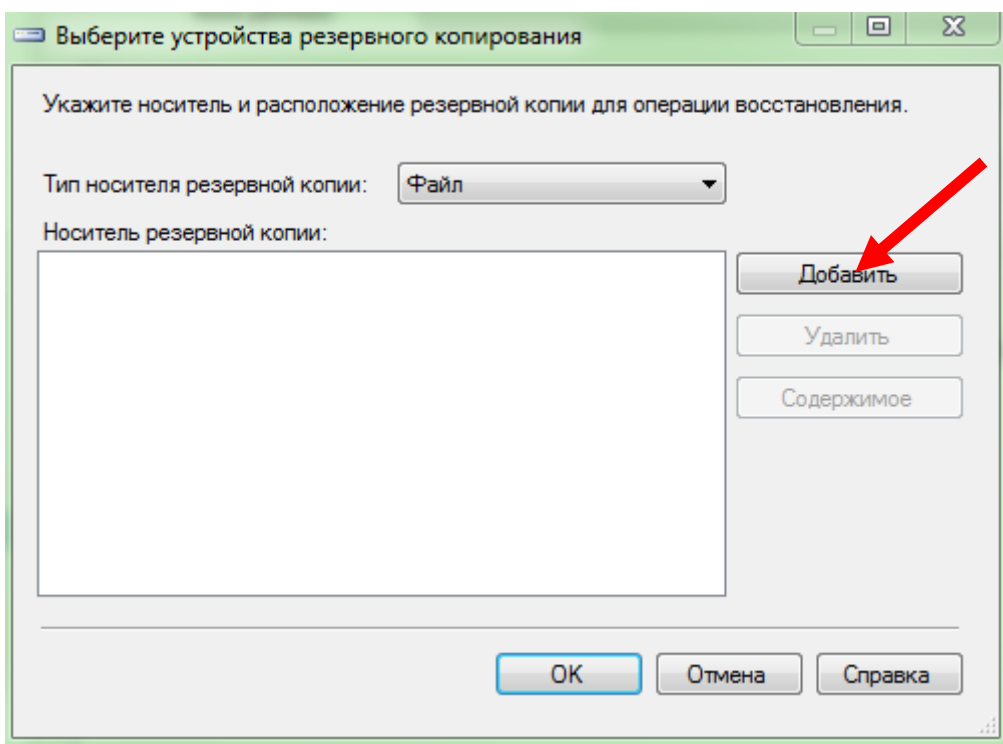 Выберите устройства резервного копирования
Укажите носитель и расположение резервной копии для операции восстановления.
Тип носителя резервной копии: Файл
Носитель резервной копии:
Добавить
Удалить
Содержимое
ОК Отмена Справка